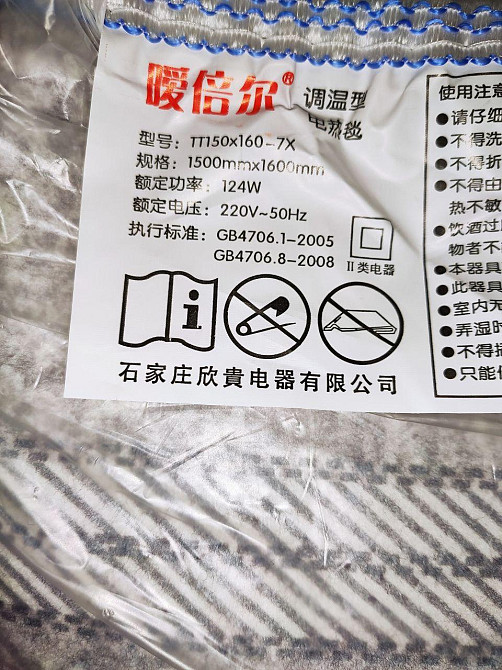 暖倍尔®
调温型
电热毯
型号: TT150x160-7X
规格: 1500mmx1600mm
额定功率: 124W
额定电压: 220V~50Hz
执行标准: GB4706.1-2005
GB4706.8-2008
II类电器
石家庄欣貴电器有限公司
使用注意
●请仔细
●不得洗
●不得折
●不得由
热不敏
●饮酒过
物者不
●本器具
●此器具
●室内无
●弄湿时
●不得插
●只能